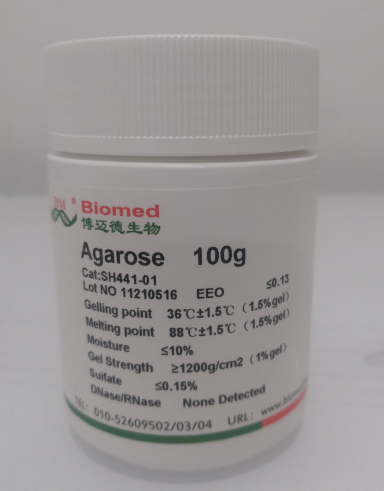 BM ® Biomed
博迈德生物
Agarose 100g
Cat:SH441-01
Lot NO 11210516 EEO ≤0.13
Gelling point 36℃±1.5℃ (1.5%gel)
Melting point 88℃±1.5℃ (1.5%gel)
Moisture ≤10%
Gel Strength ≥1200g/cm2 (1%gel)
Sulfate ≤0.15%
DNase/RNase None Detected
TEL: 010-52609502/03/04 URL: www.biomed